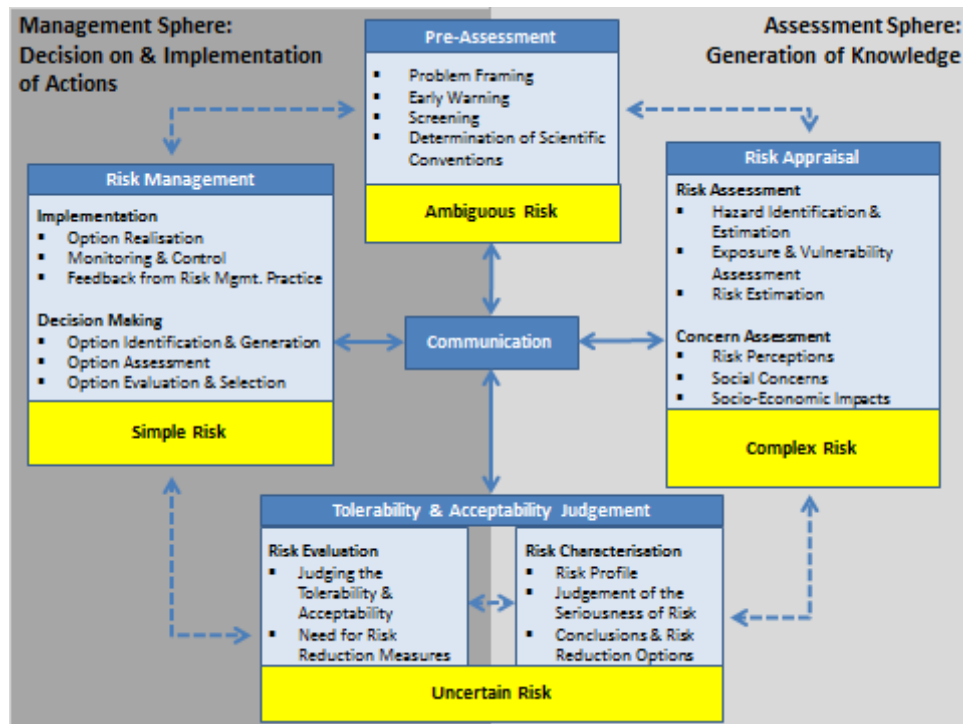 Management Sphere:
Decision on & Implementation
of Actions
Assessment Sphere:
Generation of Knowledge
Pre-Assessment
▪ Problem Framing
▪ Early Warning
▪ Screening
▪ Determination of Scientific
Conventions
Ambiguous Risk
Risk Management
Implementation
▪ Option Realisation
▪ Monitoring & Control
▪ Feedback from Risk Mgmt. Practice
Decision Making
▪ Option Identification & Generation
▪ Option Assessment
▪ Option Evaluation & Selection
Simple Risk
Communication
Risk Appraisal
Risk Assessment
▪ Hazard Identification &
Estimation
▪ Exposure & Vulnerability
Assessment
▪ Risk Estimation
Concern Assessment
▪ Risk Perceptions
▪ Social Concerns
▪ Socio-Economic Impacts
Complex Risk
Tolerability & Acceptability Judgement
Risk Evaluation
▪ Judging the
Tolerability &
Acceptability
▪ Need for Risk
Reduction Measures
Risk Characterisation
▪ Risk Profile
▪ Judgement of the
Seriousness of Risk
▪ Conclusions & Risk
Reduction Options
Uncertain Risk